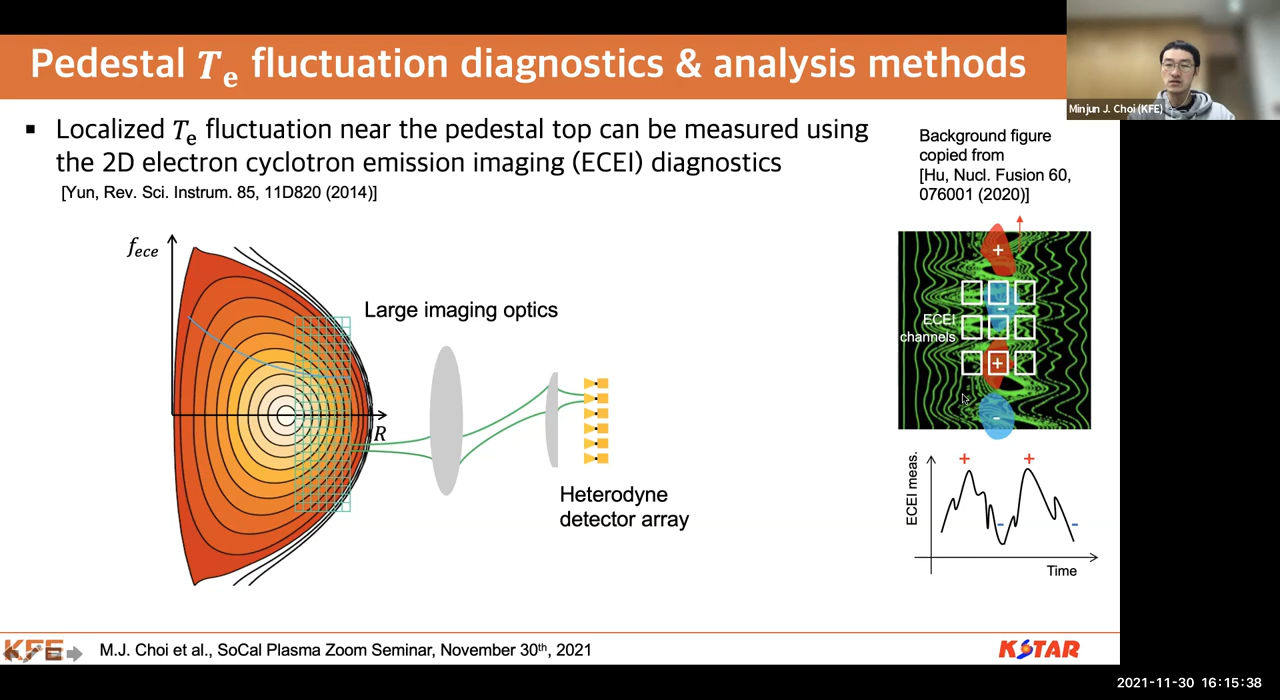 Pedestal Te fluctuation diagnostics & analysis methods
Minjun J. Choi (KFE)
▪ Localized Te fluctuation near the pedestal top can be measured using
the 2D electron cyclotron emission imaging (ECEI) diagnostics
[Yun, Rev. Sci. Instrum. 85, 11D820 (2014)]
Background figure
copied from
[Hu, Nucl. Fusion 60,
076001 (2020)]
fece
R
Large imaging optics
Heterodyne
detector array
+
-
ECEI
channels
+
-
ECEI meas.
+ +
- -
Time
KFE
M.J. Choi et al., SoCal Plasma Zoom Seminar, November 30th, 2021
KSTAR
2021-11-30 16:15:38